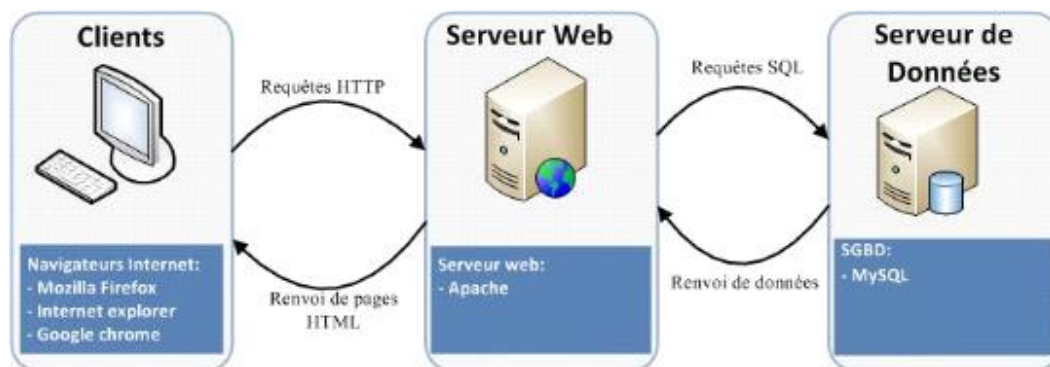 Clients
Navigateurs Internet:
- Mozilla Firefox
- Internet explorer
- Google chrome
Requêtes HTTP
Renvoi de pages
HTML
Serveur Web
Serveur web:
- Apache
Requêtes SQL
Renvoi de données
Serveur de
Données
SGBD:
- MySQL